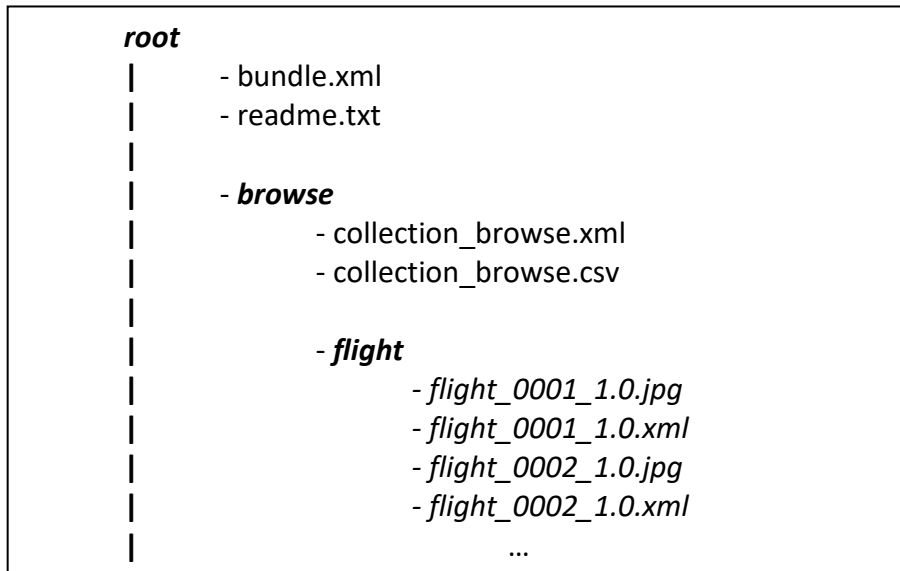 root
| - bundle.xml
| - readme.txt
|
| - browse
| - collection_browse.xml
| - collection_browse.csv
|
| - flight
| - flight_0001_1.0.jpg
| - flight_0001_1.0.xml
| - flight_0002_1.0.jpg
| - flight_0002_1.0.xml
| ...